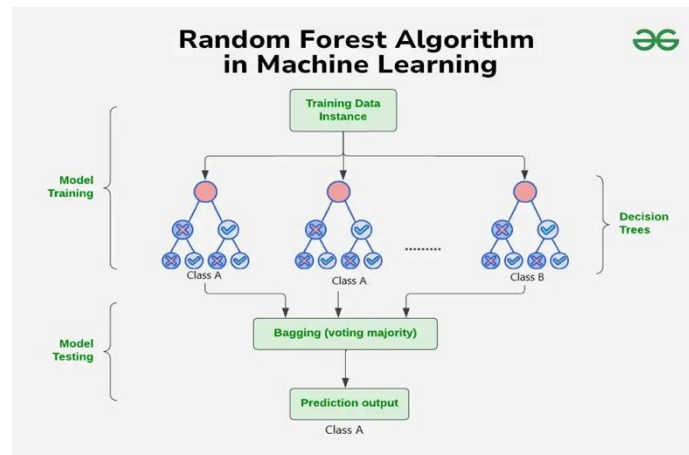 Random Forest Algorithm
in Machine Learning
Training Data
Instance
Model
Training
Decision
Trees
.........
Class A
Class A
Class B
Bagging (voting majority)
Model
Testing
Prediction output
Class A